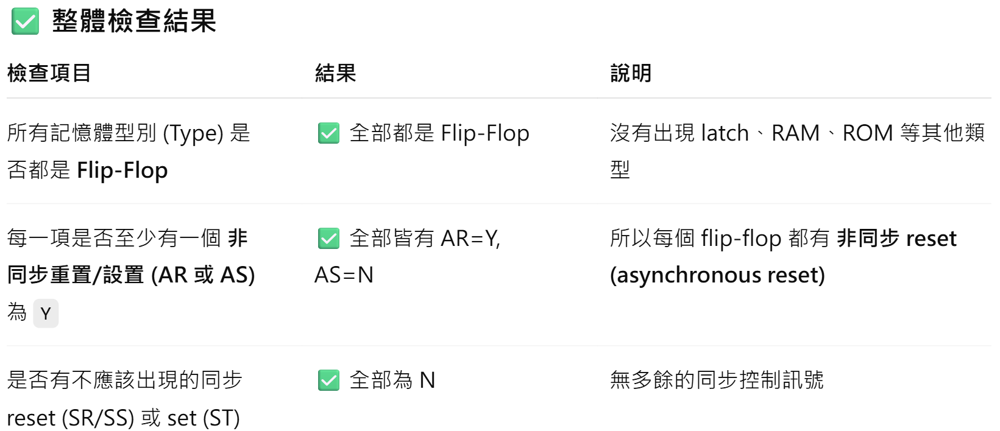 ✅ 整體檢查結果
檢查項目 結果 說明
所有記憶體型別 (Type) 是 ✅ 全部都是 Flip-Flop 沒有出現 latch、RAM、ROM 等其他類
否都是 Flip-Flop 型
每一項是否至少有一個 非 ✅ 全部皆有 AR=Y, 所以每個 flip-flop 都有 非同步 reset
同步重置/設置 (AR 或 AS) AS=N (asynchronous reset)
為 Y
是否有不應該出現的同步 ✅ 全部為 N 無多餘的同步控制訊號
reset (SR/SS) 或 set (ST)